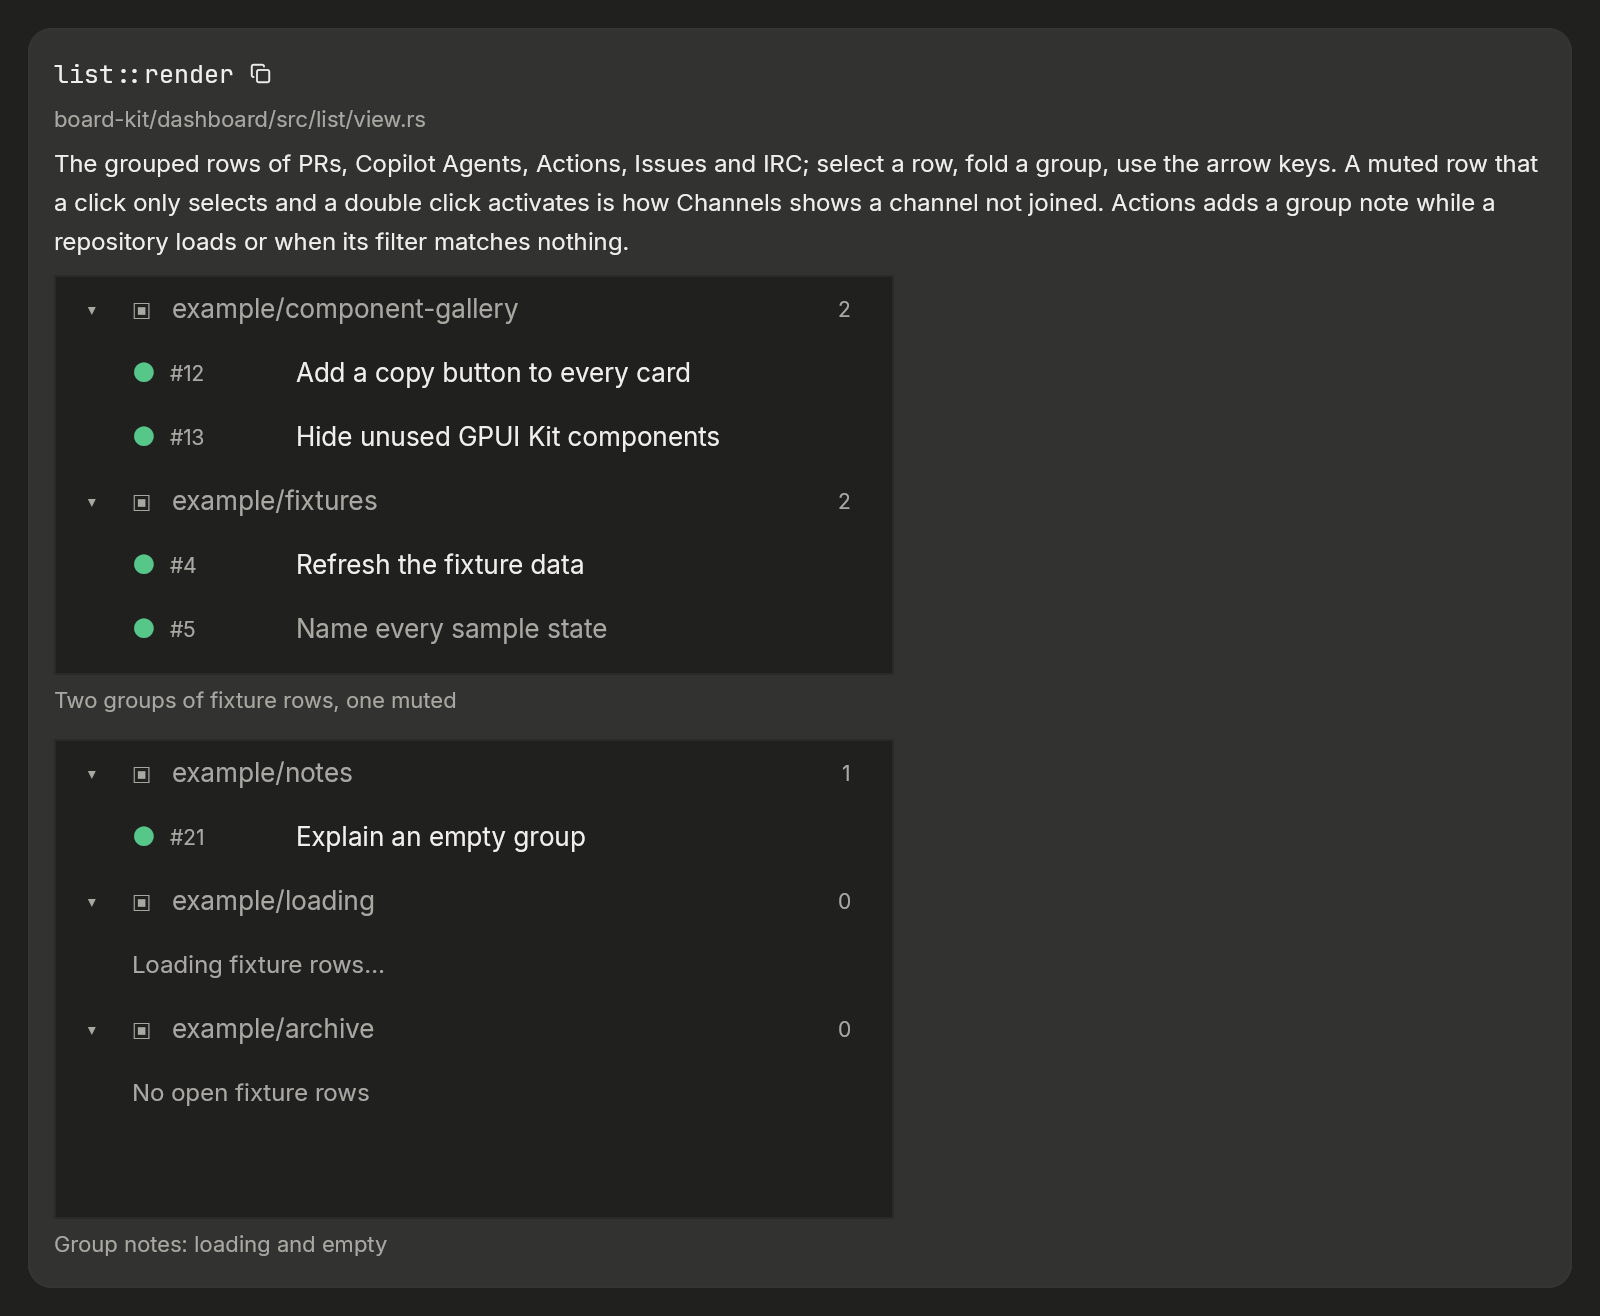 list::render
board-kit/dashboard/src/list/view.rs
The grouped rows of PRs, Copilot Agents, Actions, Issues and IRC; select a row, fold a group, use the arrow keys. A muted row that
a click only selects and a double click activates is how Channels shows a channel not joined. Actions adds a group note while a
repository loads or when its filter matches nothing.
▾ ▣ example/component-gallery 2
#12 Add a copy button to every card
#13 Hide unused GPUI Kit components
▾ ▣ example/fixtures 2
#4 Refresh the fixture data
#5 Name every sample state
Two groups of fixture rows, one muted
▾ ▣ example/notes 1
#21 Explain an empty group
▾ ▣ example/loading 0
Loading fixture rows...
▾ ▣ example/archive 0
No open fixture rows
Group notes: loading and empty